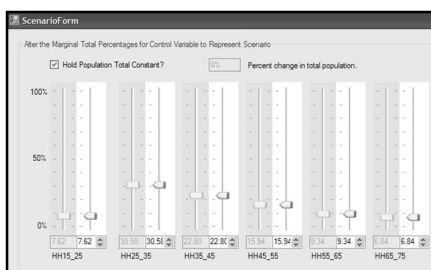 ScenarioForm
Alter the Marginal Total Percentages for Control Variable to Represent Scenario
Hold Population Total Constant?
0%
Percent change in total population.
100%
50%
0%
7.62 7.62 30.58 30.58 22.80 22.80 15.94 15.94 9.34 9.34 6.84 6.84
HH15_25 HH25_35 HH35_45 HH45_55 HH55_65 HH65_75